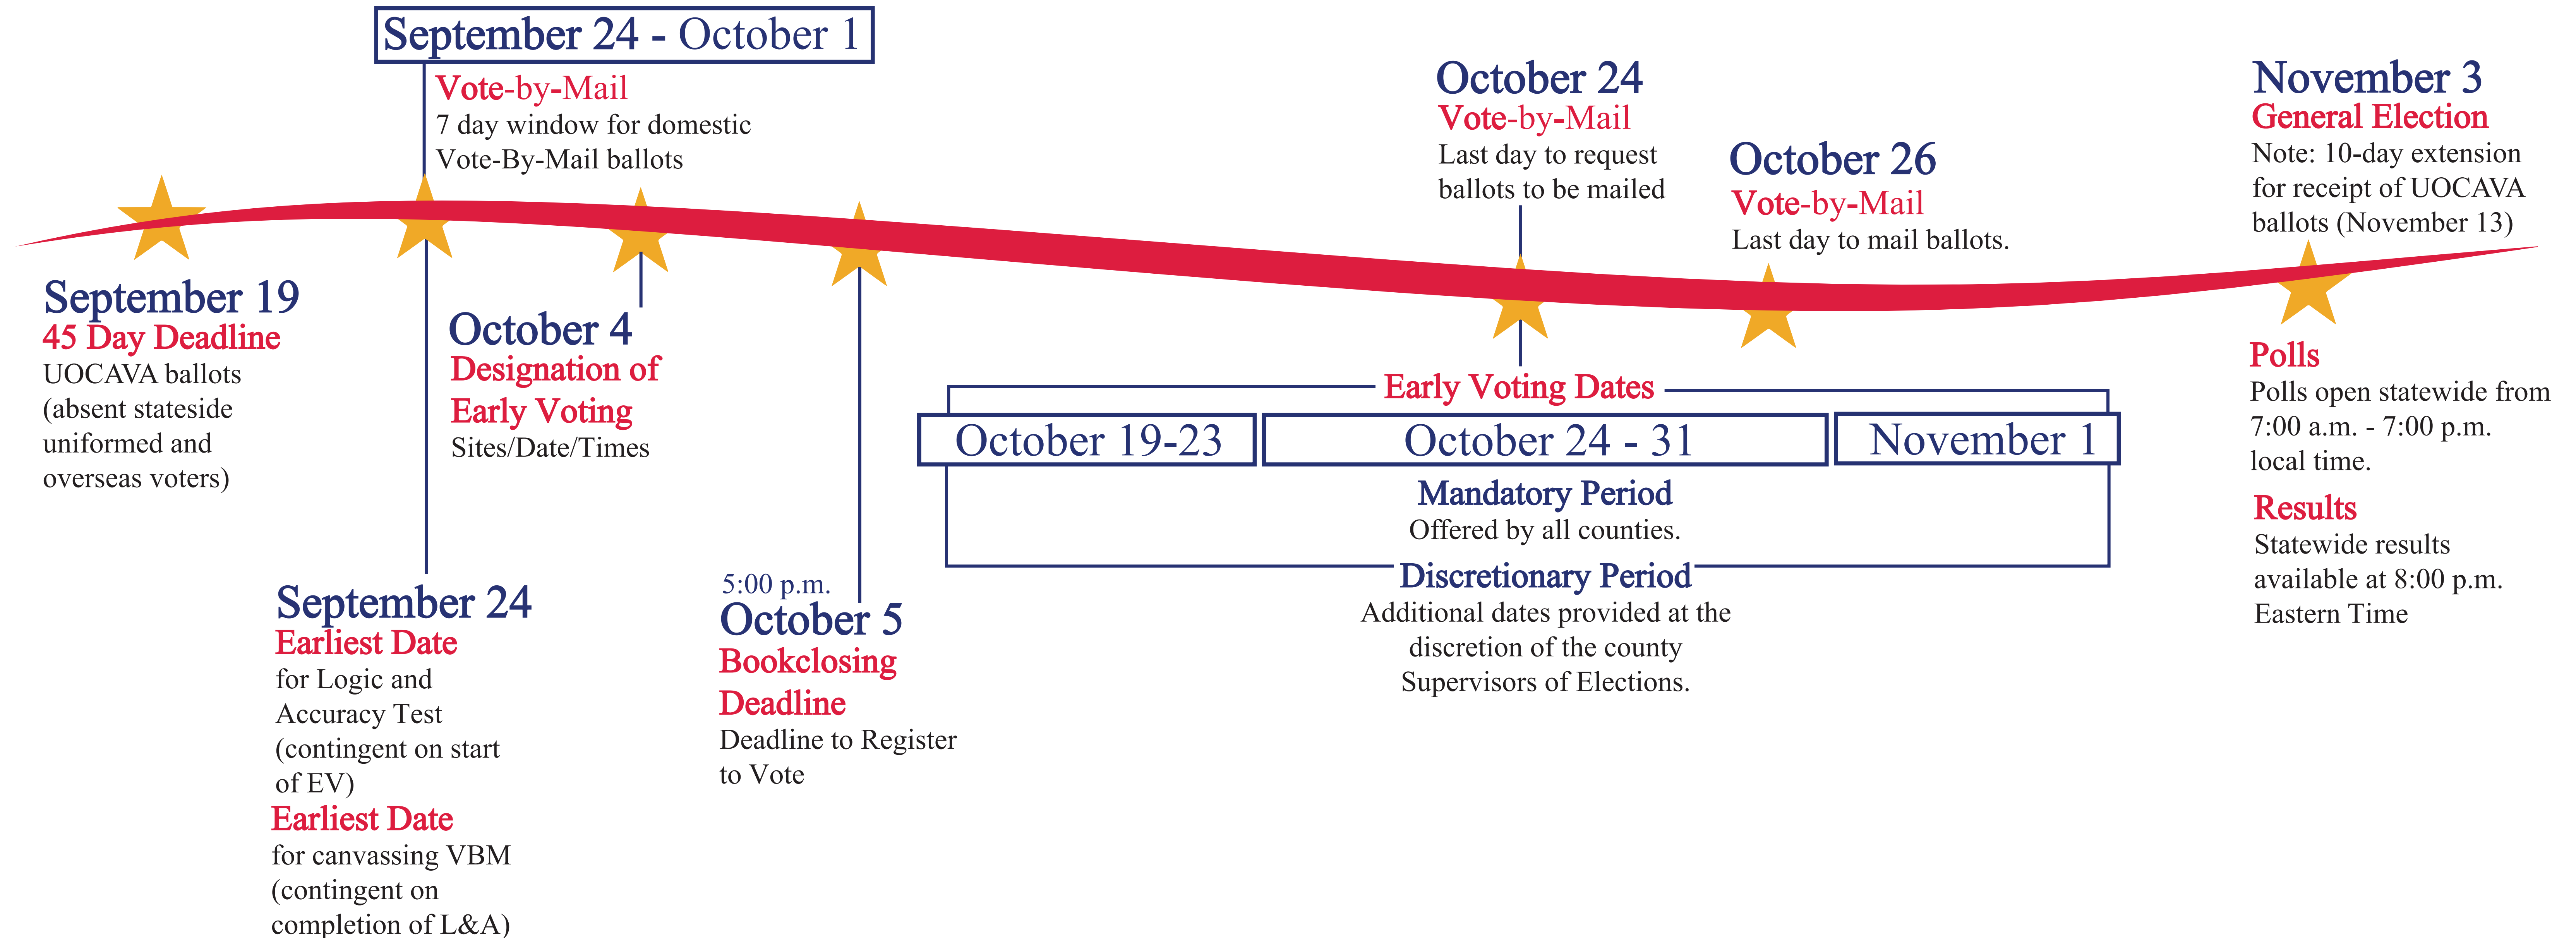 September 24 - October 1
Vote-by-Mail
7 day window for domestic
Vote-By-Mail ballots
September 19
45 Day Deadline
UOCAVA ballots
(absent stateside
uniformed and
overseas voters)
September 24
Earliest Date
for Logic and
Accuracy Test
(contingent on start
of EV)
Earliest Date
for canvassing VBM
(contingent on
completion of L&A)
October 4
Designation of
Early Voting
Sites/Date/Times
5:00 p.m.
October 5
Bookclosing
Deadline
Deadline to Register
to Vote
October 24
Vote-by-Mail
Last day to request
ballots to be mailed
Early Voting Dates
October 19-23
October 24 - 31
November 1
Mandatory Period
Offered by all counties.
Discretionary Period
Additional dates provided at the
discretion of the county
Supervisors of Elections.
October 26
Vote-by-Mail
Last day to mail ballots.
November 3
General Election
Note: 10-day extension
for receipt of UOCAVA
ballots (November 13)
Polls
Polls open statewide from
7:00 a.m. - 7:00 p.m.
local time.
Results
Statewide results
available at 8:00 p.m.
Eastern Time